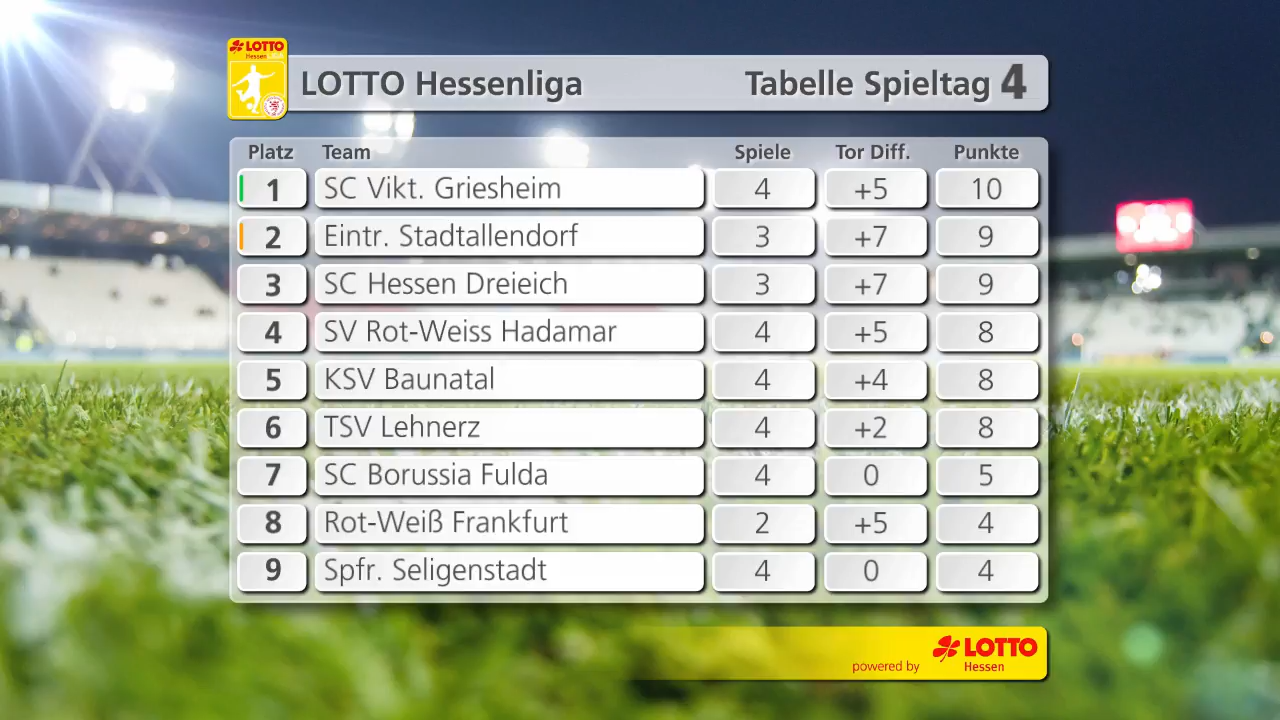 LOTTO
Hessen
LOTTO Hessenliga Tabelle Spieltag 4
Platz Team Spiele Tor Diff. Punkte
1 SC Vikt. Griesheim 4 +5 10
2 Eintr. Stadtallendorf 3 +7 9
3 SC Hessen Dreieich 3 +7 9
4 SV Rot-Weiss Hadamar 4 +5 8
5 KSV Baunatal 4 +4 8
6 TSV Lehnerz 4 +2 8
7 SC Borussia Fulda 4 0 5
8 Rot-Weiß Frankfurt 2 +5 4
9 Spfr. Seligenstadt 4 0 4
powered by LOTTO
Hessen